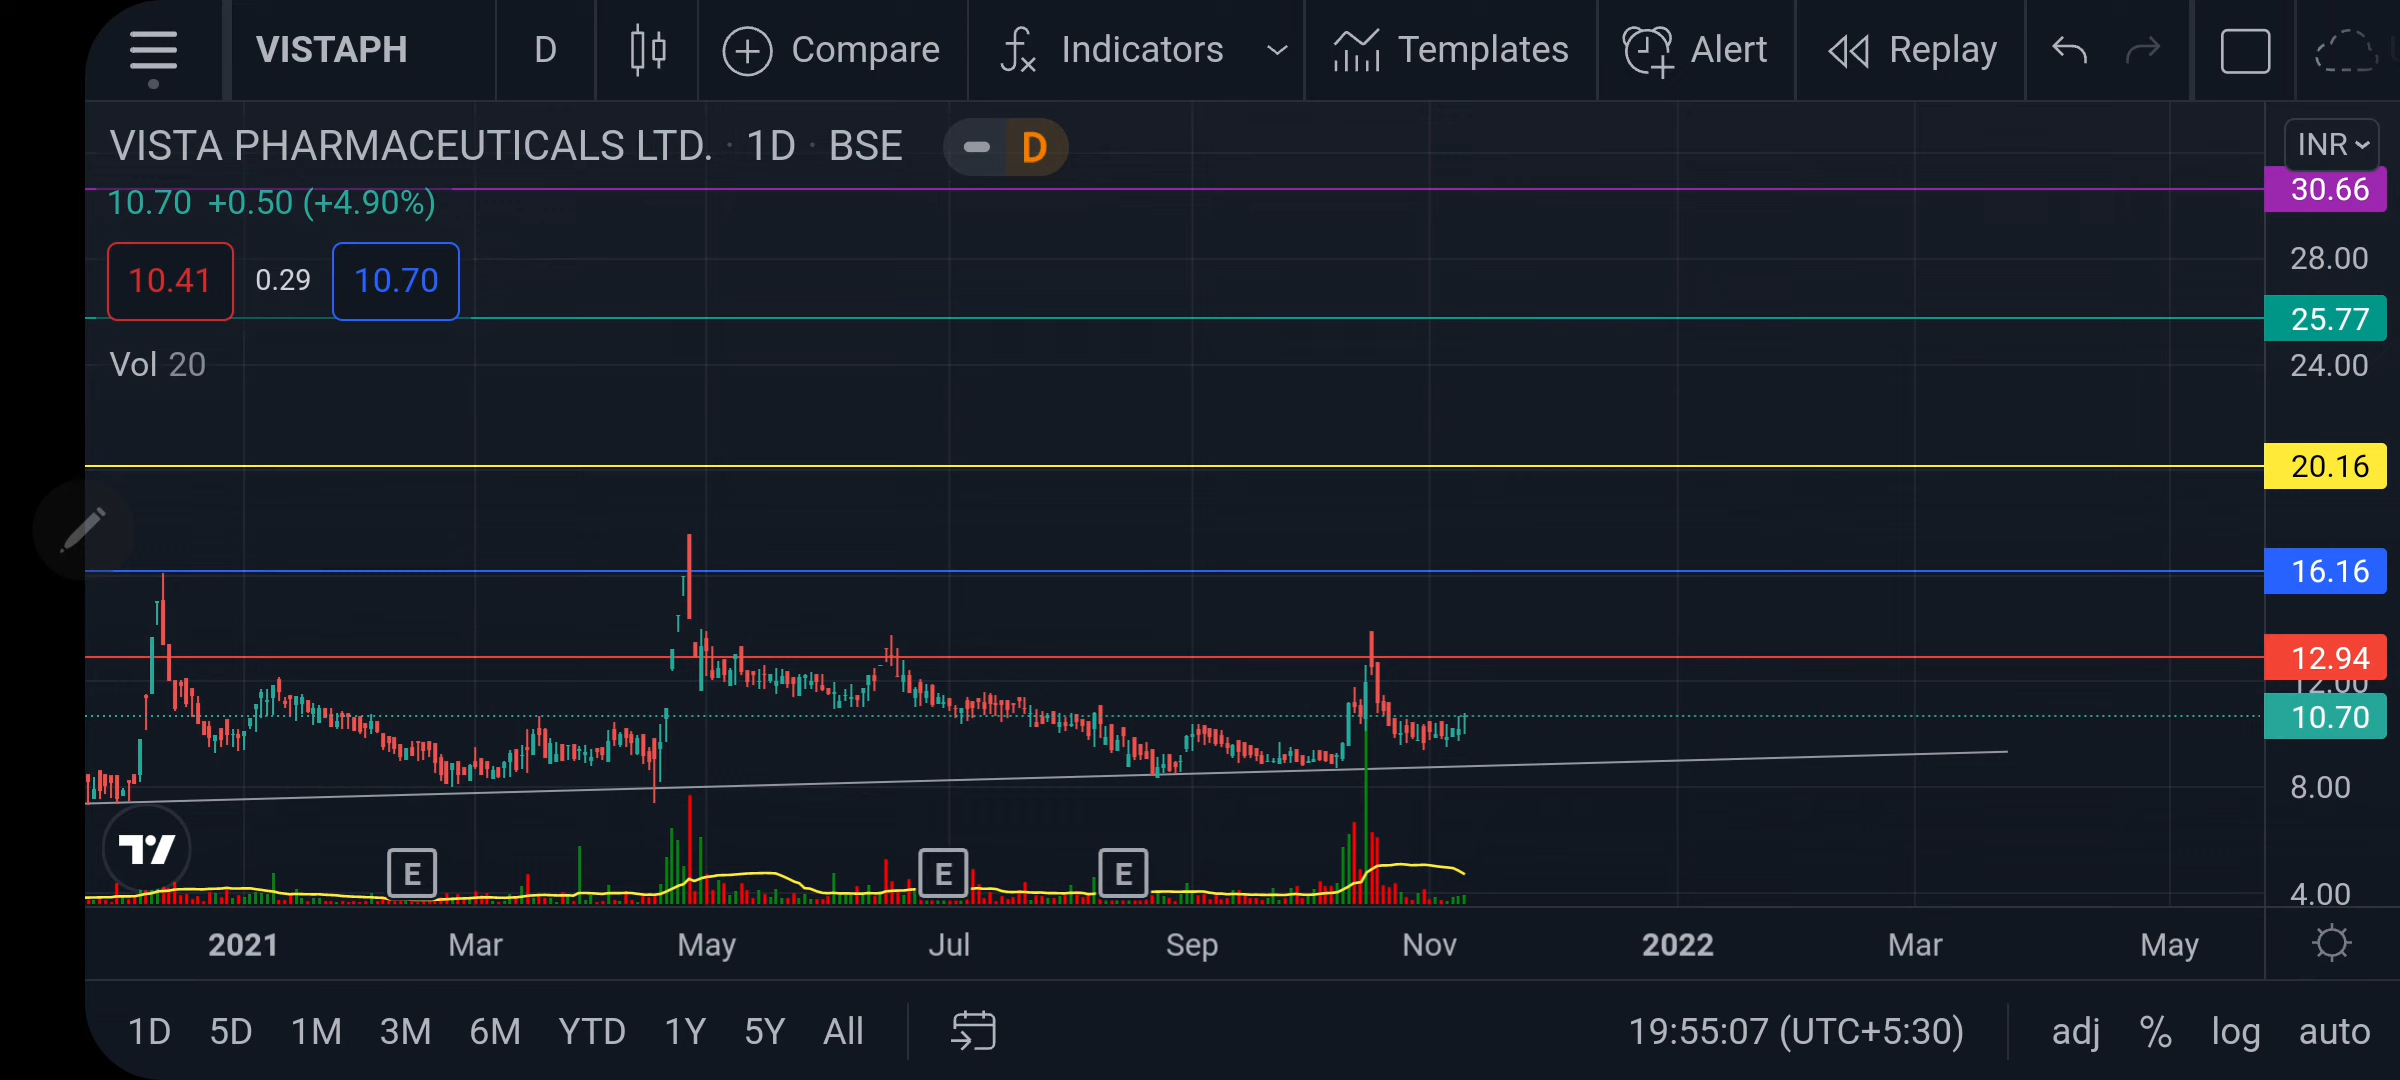 VISTAPH D Compare Indicators Templates Alert Replay
VISTA PHARMACEUTICALS LTD. · 1D · BSE D
INR
30.66
10.70 +0.50 (+4.90%)
28.00
10.41 0.29 10.70
25.77
Vol 20
24.00
20.16
16.16
12.94
12.00
10.70
8.00
E E E
4.00
2021 Mar May Jul Sep Nov 2022 Mar May
1D 5D 1M 3M 6M YTD 1Y 5Y All 19:55:07 (UTC+5:30) adj % log auto